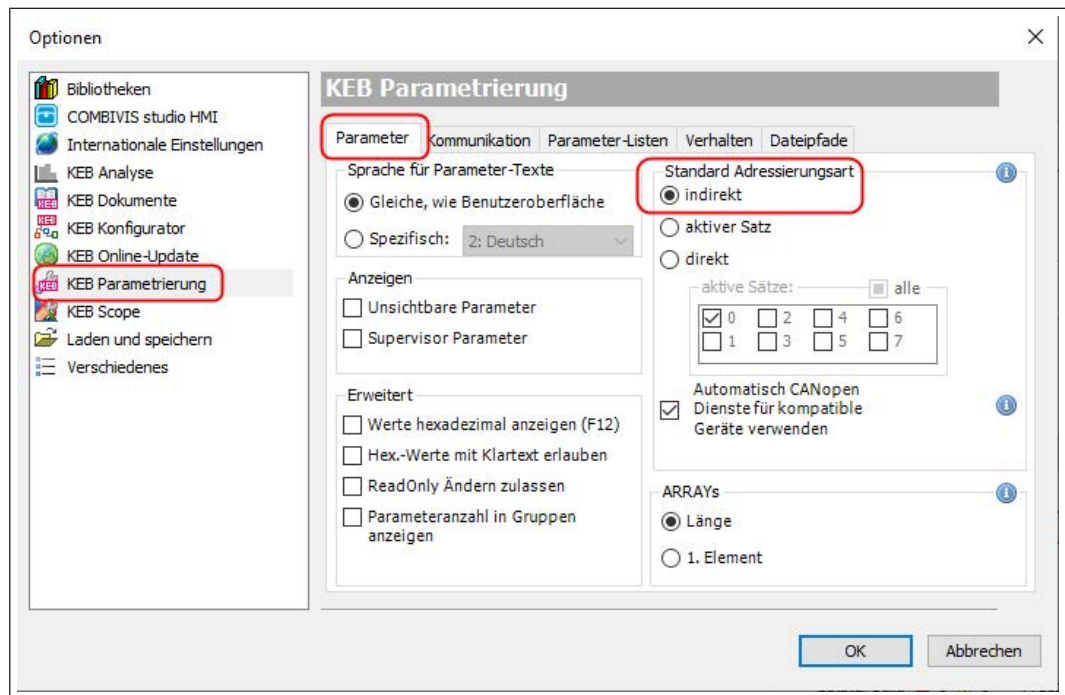 Optionen
Bibliotheken
COMBIVIS studio HMI
Internationale Einstellungen
KEB Analyse
KEB Dokumente
KEB Konfigurator
KEB Online-Update
KEB Parametrierung
KEB Scope
Laden und speichern
Verschiedenes
KEB Parametrierung
Parameter
Kommunikation
Parameter-Listen
Verhalten
Dateipfade
Sprache für Parameter-Texte
Gleiche, wie Benutzeroberfläche
Spezifisch:
2: Deutsch
Anzeigen
Unsichtbare Parameter
Supervisor Parameter
Erweitert
Werte hexadezimal anzeigen (F12)
Hex.-Werte mit Klartext erlauben
ReadOnly Ändern zulassen
Parameteranzahl in Gruppen
anzeigen
Standard Adressierungsart
indirekt
aktiver Satz
direkt
aktive Sätze:
alle
0 2 4 6
1 3 5 7
Automatisch CANopen
Dienste für kompatible
Geräte verwenden
ARRAYs
Länge
1. Element
OK
Abbrechen